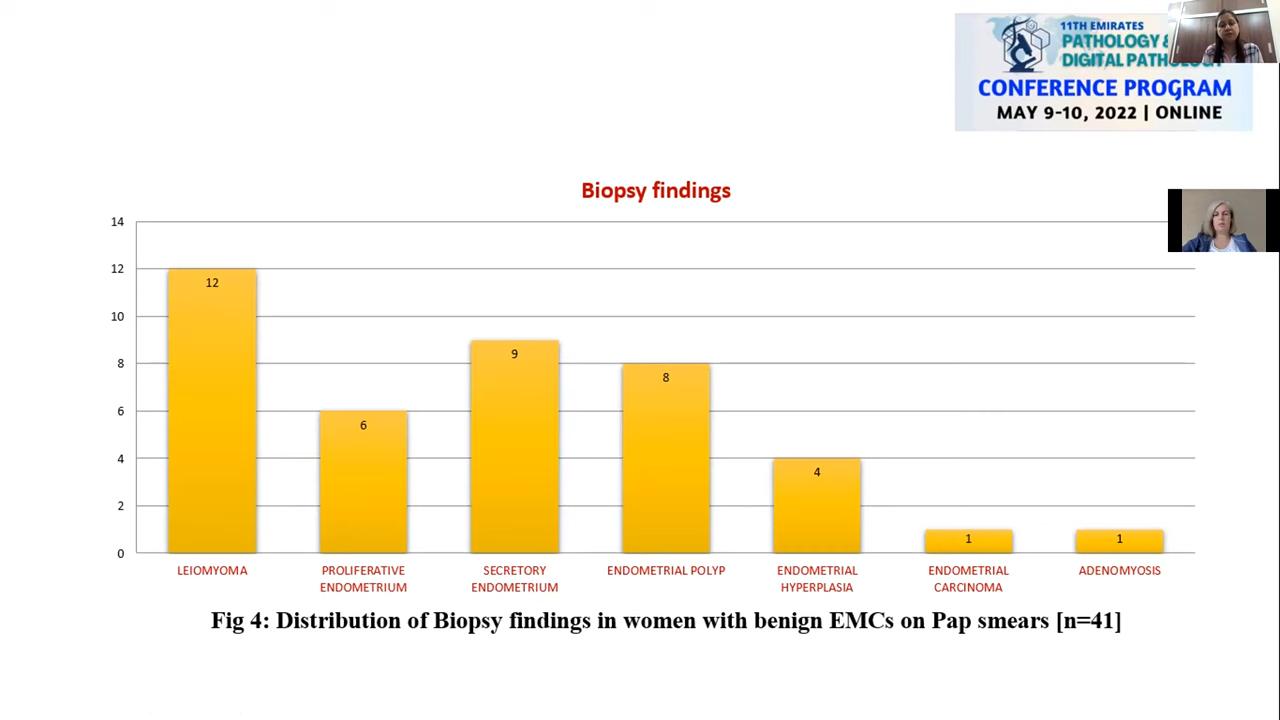 11TH EMIRATES
PATHOLOGY &
DIGITAL
CONFERENCE PROGRAM
MAY 9-10, 2022 | ONLINE
Biopsy findings
14
12
10
8
6
4
2
0
12
6
9
8
4
1
1
LEIOMYOMA
PROLIFERATIVE
ENDOMETRIUM
SECRETORY
ENDOMETRIUM
ENDOMETRIAL POLYP
ENDOMETRIAL
HYPERPLASIA
ENDOMETRIAL
CARCINOMA
ADENOMYOSIS
Fig 4: Distribution of Biopsy findings in women with benign EMCs on Pap smears [n=41]